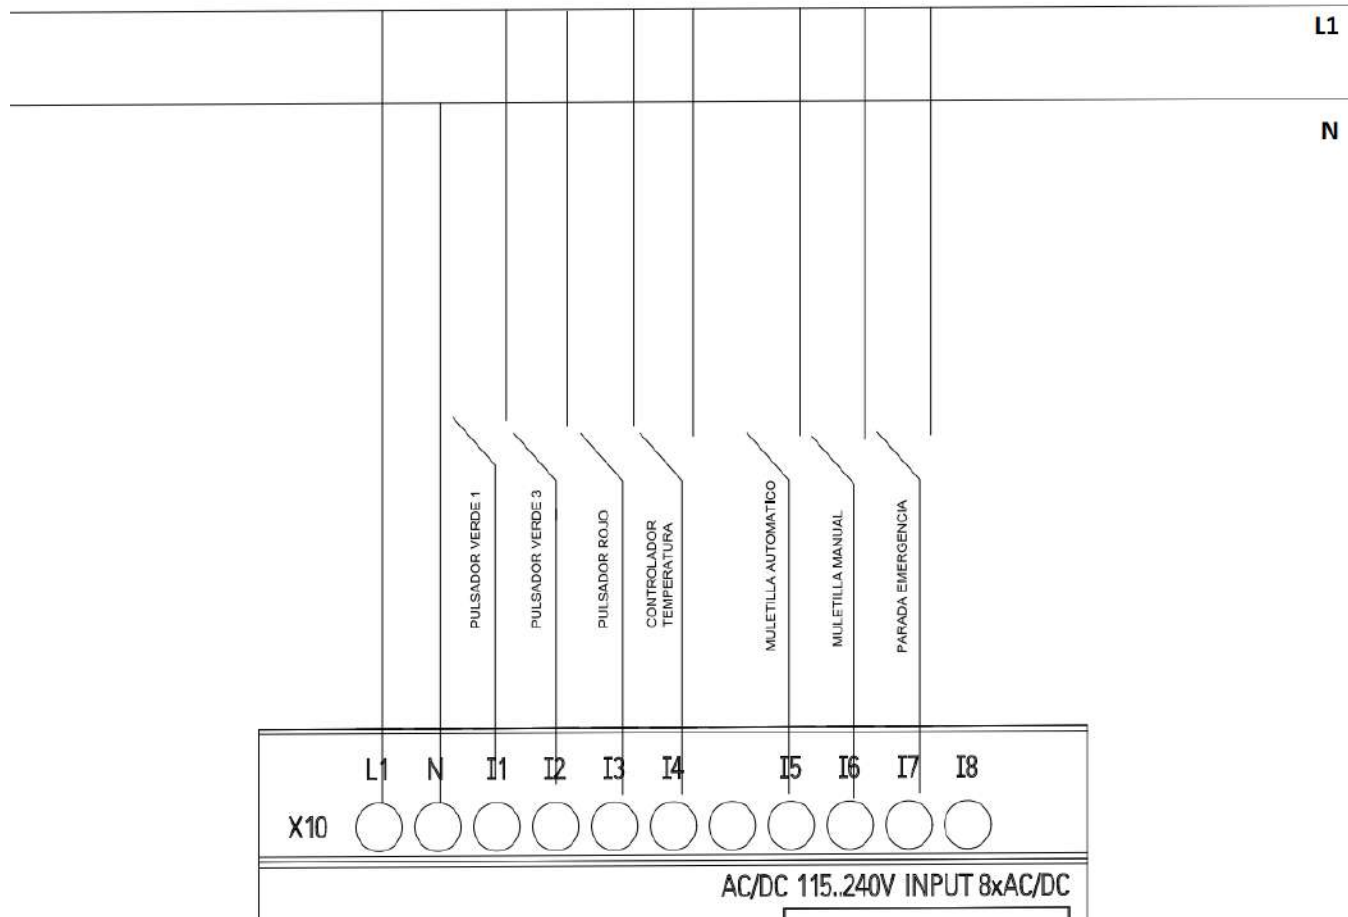 L1
N
PULSADOR VERDE 1
PULSADOR VERDE 3
PULSADOR ROJO
CONTROLADOR
TEMPERATURA
MULETILLA AUTOMATICO
MULETILLA MANUAL
PARADA EMERGENCIA
L1 N I1 I2 I3 I4 I5 I6 I7 I8
X10
AC/DC 115..240V INPUT 8xAC/DC